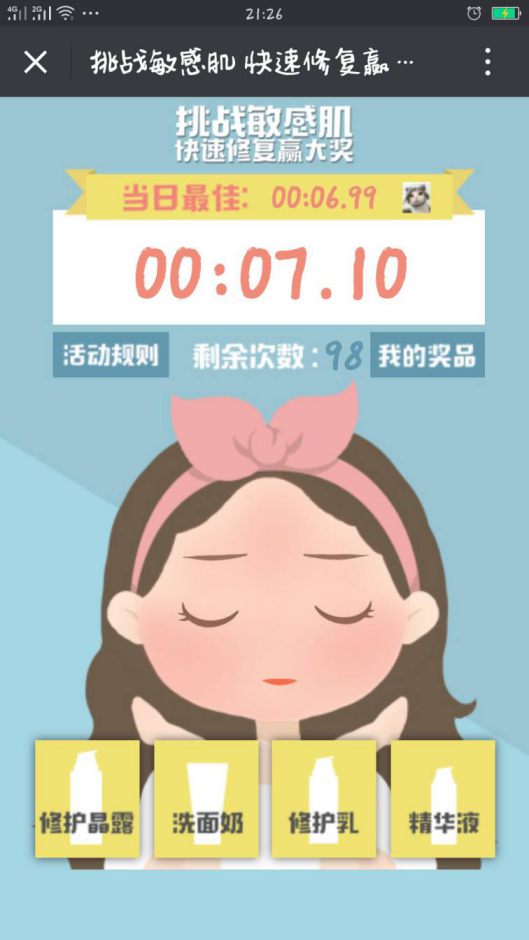 4G 2G 21:26
挑战敏感肌 快速修复赢…
挑战敏感肌
快速修复赢大奖
当日最佳: 00:06.99
00:07.10
活动规则 剩余次数:98 我的奖品
修护晶露 洗面奶 修护乳 精华液